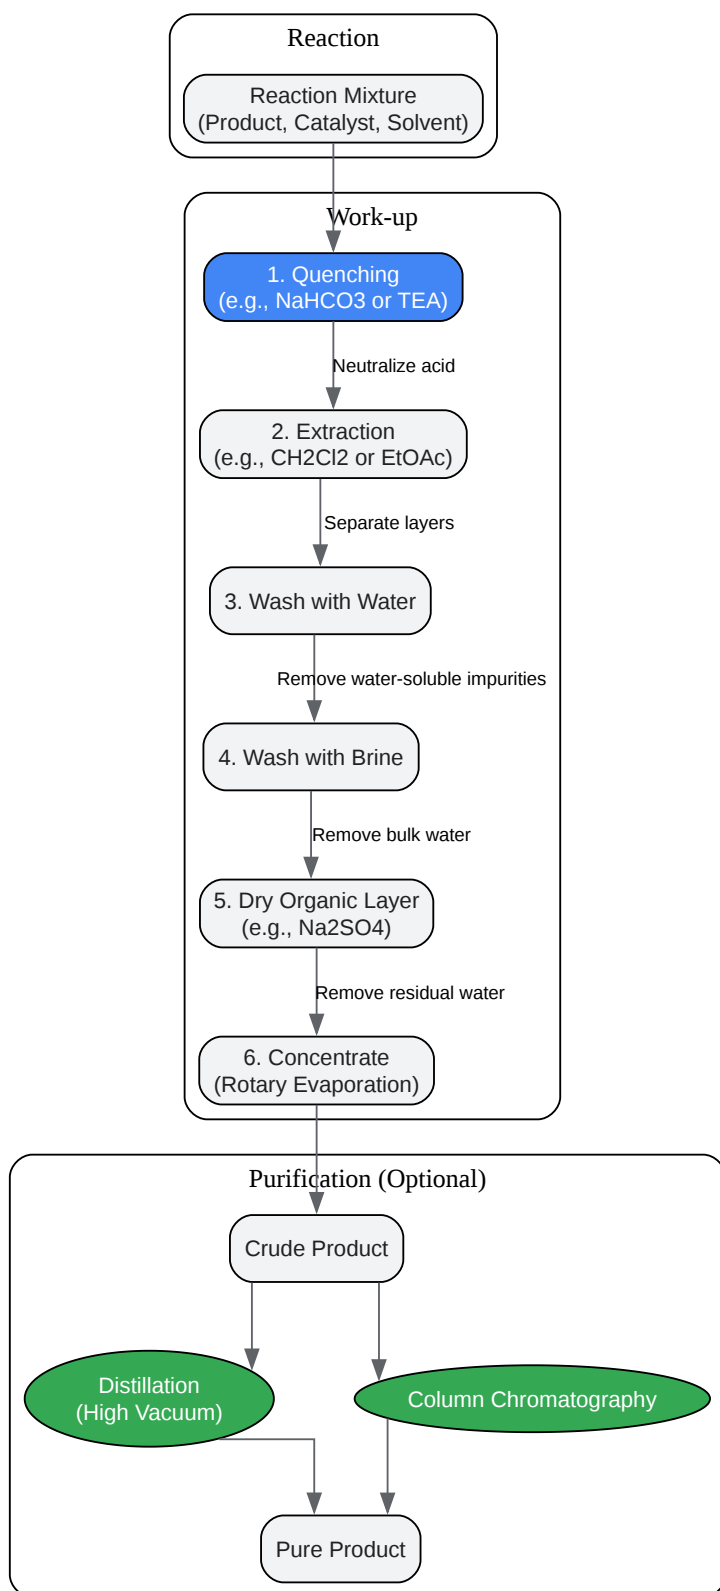 Reaction
Reaction Mixture
(Product, Catalyst, Solvent)
Work-up
1. Quenching
(e.g., NaHCO3 or TEA)
Neutralize acid
2. Extraction
(e.g., CH2Cl2 or EtOAc)
Separate layers
3. Wash with Water
Remove water-soluble impurities
4. Wash with Brine
Remove bulk water
5. Dry Organic Layer
(e.g., Na2SO4)
Remove residual water
6. Concentrate
(Rotary Evaporation)
Purification (Optional)
Crude Product
Distillation
(High Vacuum)
Column Chromatography
Pure Product